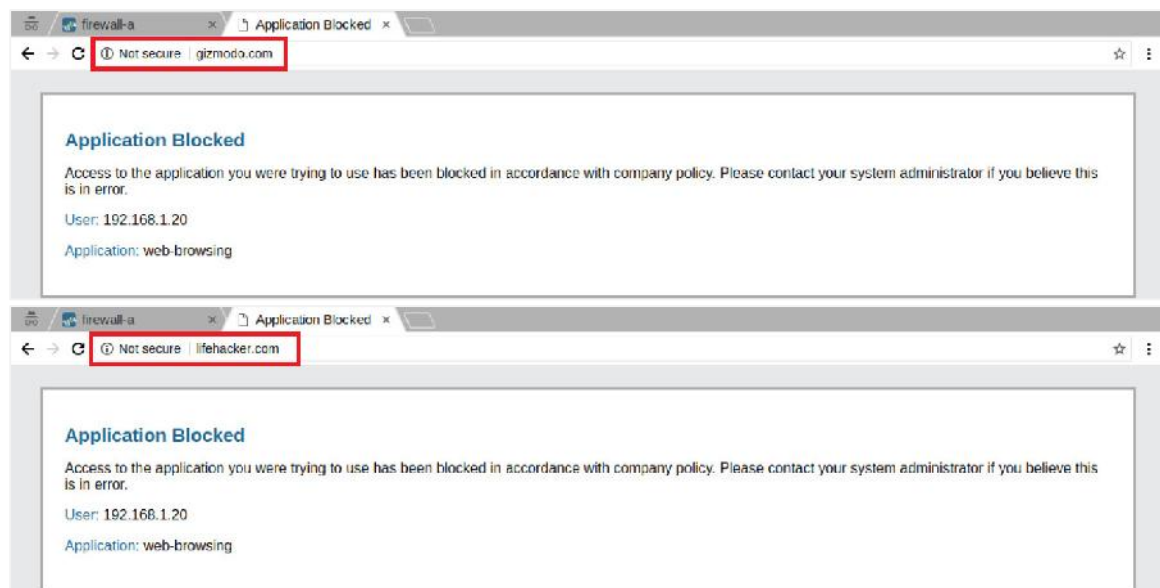 firewall-a
Application Blocked
Not secure gizmodo.com
Application Blocked
Access to the application you were trying to use has been blocked in accordance with company policy. Please contact your system administrator if you believe this
is in error.
User: 192.168.1.20
Application: web-browsing
firewall-a
Application Blocked
Not secure lifehacker.com
Application Blocked
Access to the application you were trying to use has been blocked in accordance with company policy. Please contact your system administrator if you believe this
is in error.
User: 192.168.1.20
Application: web-browsing